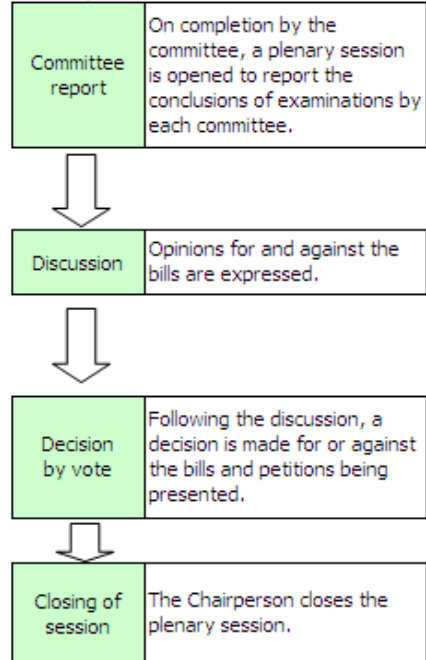 Committee
report
On completion by the
committee, a plenary session
is opened to report the
conclusions of examinations by
each committee.
Discussion
Opinions for and against the
bills are expressed.
Decision
by vote
Following the discussion, a
decision is made for or against
the bills and petitions being
presented.
Closing of
session
The Chairperson closes the
plenary session.